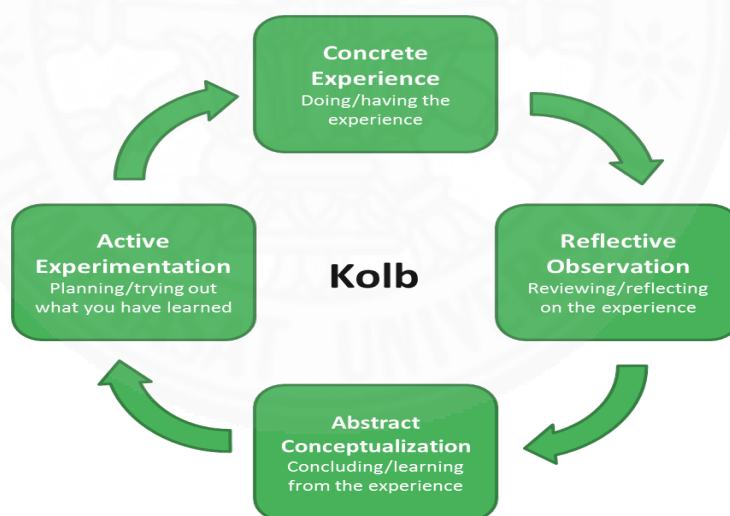 Concrete
Experience
Doing/having the
experience
Active
Experimentation
Planning/trying out
what you have learned
Kolb
Reflective
Observation
Reviewing/reflecting
on the experience
Abstract
Conceptualization
Concluding/learning
from the experience